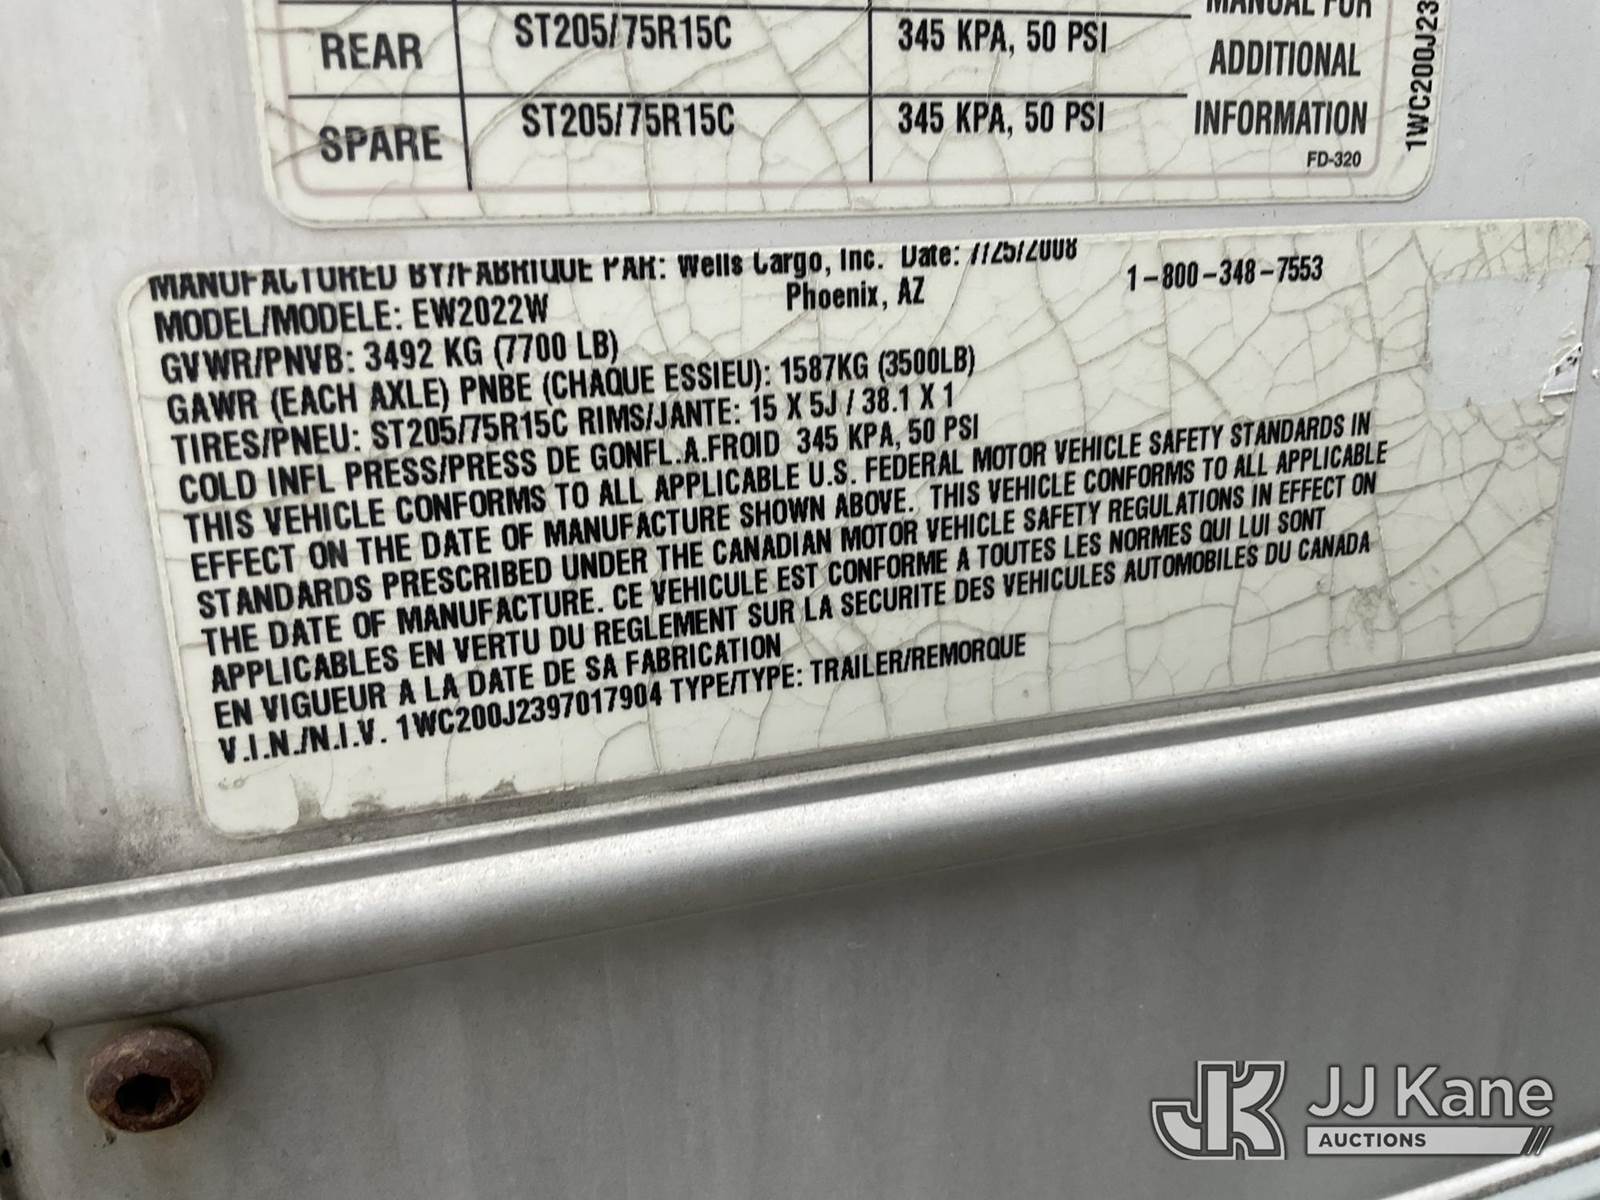 REAR ST205/75R15C 345 KPA, 50 PSI
SPARE ST205/75R15C 345 KPA, 50 PSI
MANUAL FOR
ADDITIONAL
INFORMATION
FD-320
1WC200J23
MANUFACTURED BY/FABRIQUE PAR: Wells Cargo, Inc. Date: 7/25/2008
Phoenix, AZ
1-800-348-7553
MODEL/MODELE: EW2022W
GVWR/PNVB: 3492 KG (7700 LB)
GAWR (EACH AXLE) PNBE (CHAQUE ESSIEU): 1587KG (3500LB)
TIRES/PNEU: ST205/75R15C RIMS/JANTE: 15 X 5J / 38.1 X 1
COLD INFL PRESS/PRESS DE GONFL.A.FROID 345 KPA, 50 PSI
THIS VEHICLE CONFORMS TO ALL APPLICABLE U.S. FEDERAL MOTOR VEHICLE SAFETY STANDARDS IN
EFFECT ON THE DATE OF MANUFACTURE SHOWN ABOVE. THIS VEHICLE CONFORMS TO ALL APPLICABLE
STANDARDS PRESCRIBED UNDER THE CANADIAN MOTOR VEHICLE SAFETY REGULATIONS IN EFFECT ON
THE DATE OF MANUFACTURE. CE VEHICULE EST CONFORME A TOUTES LES NORMES QUI LUI SONT
APPLICABLES EN VERTU DU REGLEMENT SUR LA SECURITE DES VEHICULES AUTOMOBILES DU CANADA
EN VIGUEUR A LA DATE DE SA FABRICATION
V.I.N./N.I.V. 1WC200J2397017904 TYPE/TYPE: TRAILER/REMORQUE
JK JJ Kane
AUCTIONS